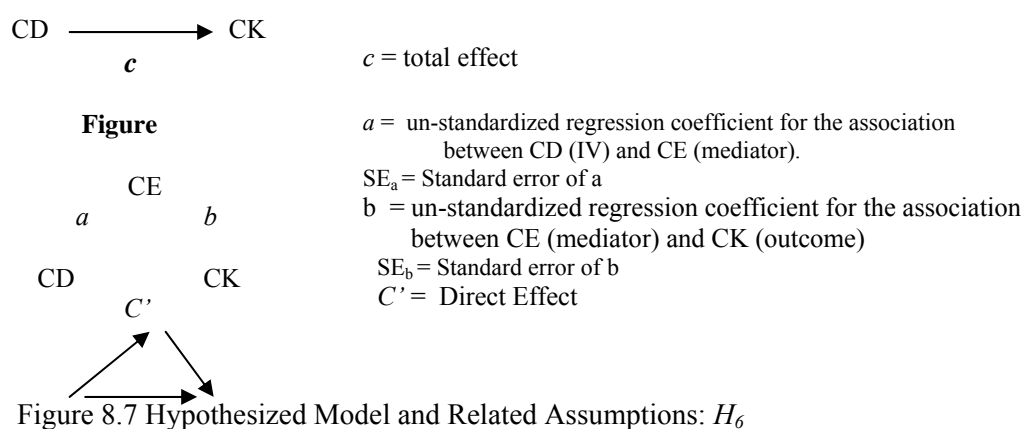 CD CK
c
c = total effect
Figure
a = un-standardized regression coefficient for the association
between CD (IV) and CE (mediator).
SEa = Standard error of a
b = un-standardized regression coefficient for the association
between CE (mediator) and CK (outcome)
SEb = Standard error of b
C’ = Direct Effect
CE
a b
CD CK
C’
Figure 8.7 Hypothesized Model and Related Assumptions: H6